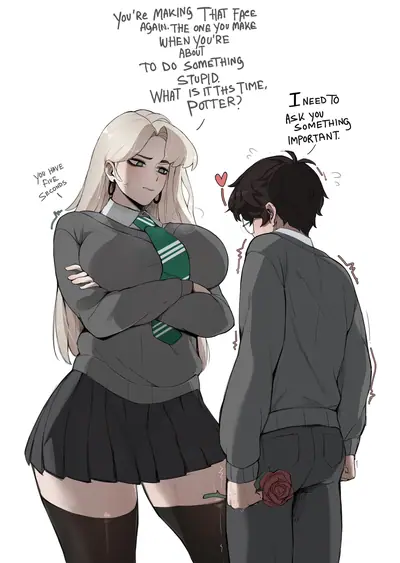 YOU'RE MAKING THAT FACE
AGAIN. THE ONE YOU MAKE
WHEN YOU'RE
ABOUT
TO DO SOMETHING
STUPID.
WHAT IS IT THS TIME,
POTTER?
I NEED TO
ASK YOU
SOMETHING
IMPORTANT.
YOU HAVE
FIVE
SECONDS